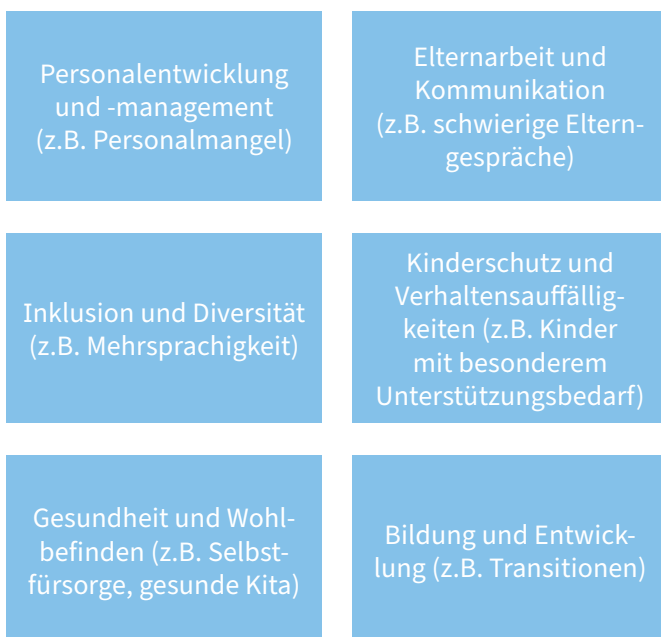 Personalentwicklung
und -management
(z.B. Personalmangel)
Elternarbeit und
Kommunikation
(z.B. schwierige Eltern-
gespräche)
Inklusion und Diversität
(z.B. Mehrsprachigkeit)
Kinderschutz und
Verhaltensauffällig-
keiten (z.B. Kinder
mit besonderem
Unterstützungsbedarf)
Gesundheit und Wohl-
befinden (z.B. Selbst-
fürsorge, gesunde Kita)
Bildung und Entwick-
lung (z.B. Transitionen)